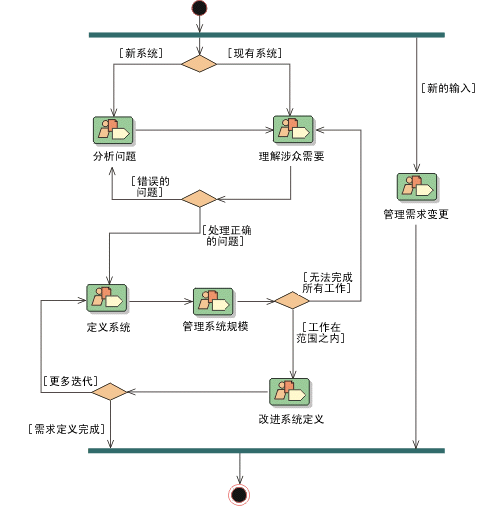 [新系统]
[现有系统]
[新的输入]
分析问题
理解涉众需要
[错误的
问题]
管理需求变更
[处理正确
的问题]
[无法完成
所有工作]
定义系统
管理系统规模
[工作在
范围之内]
[更多迭代]
改进系统定义
[需求定义完成]